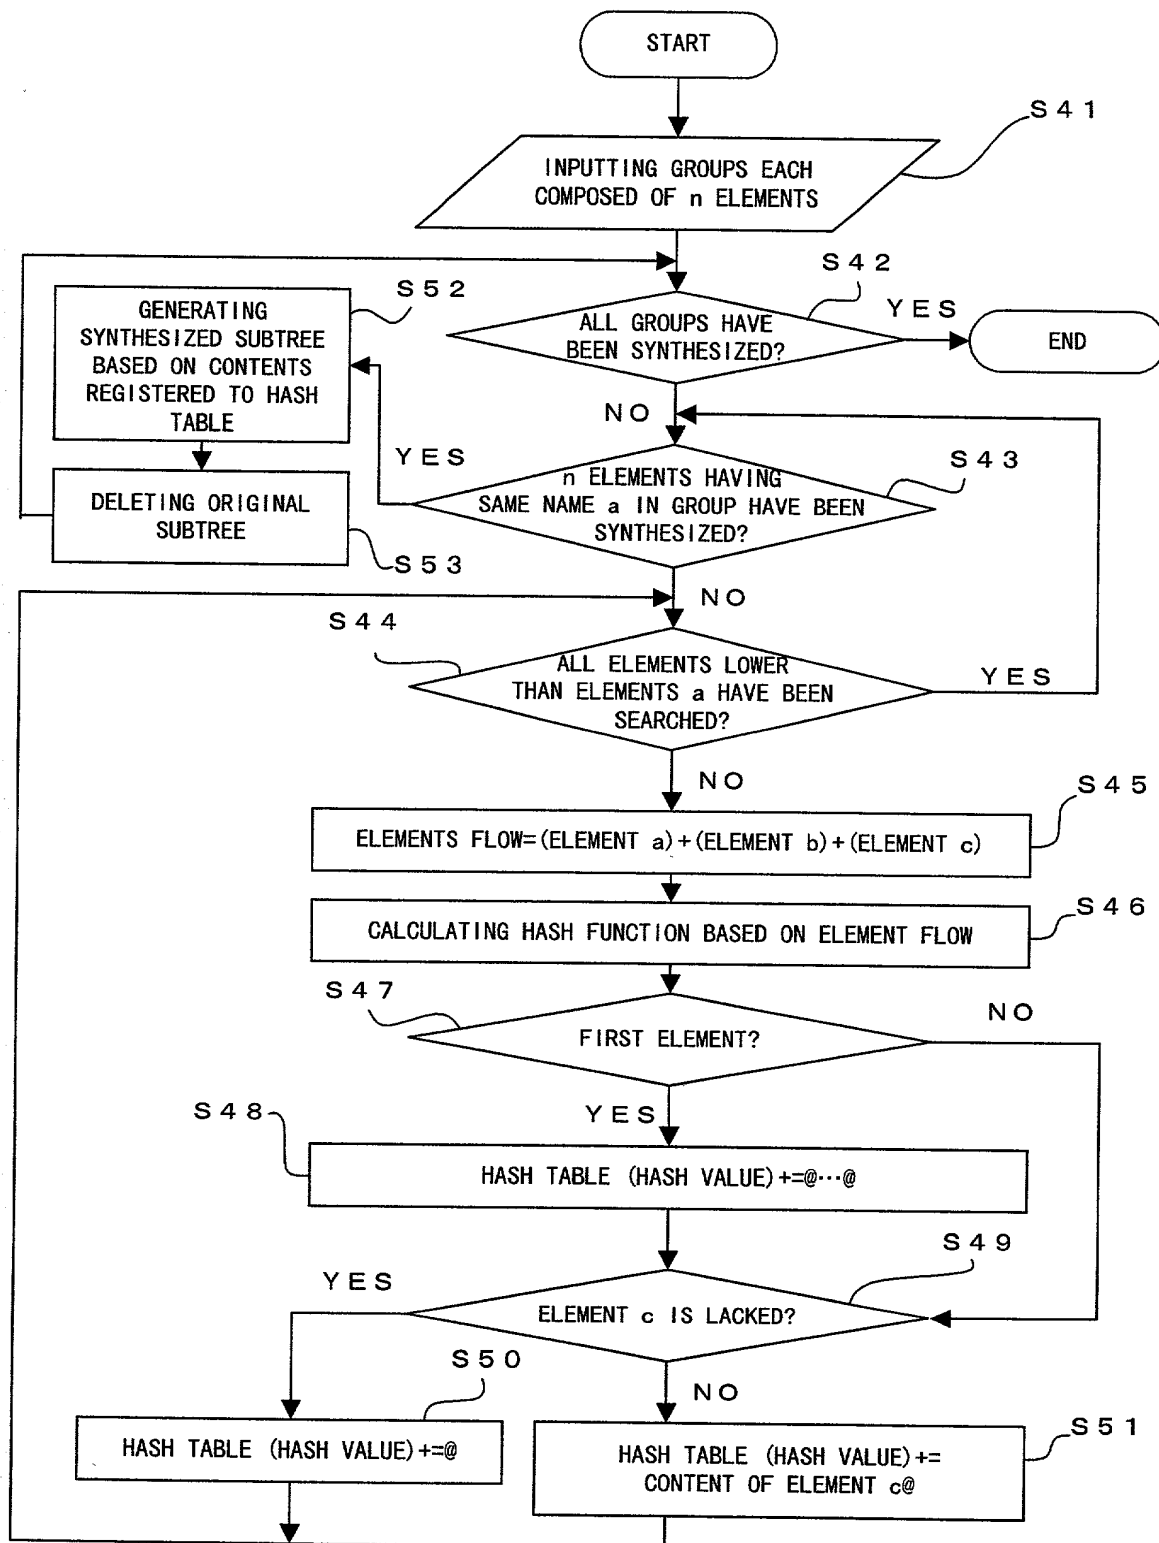 START
S41
INPUTTING GROUPS EACH
COMPOSED OF n ELEMENTS
S42
ALL GROUPS HAVE
BEEN SYNTHESIZED?
YES
END
NO
S52
GENERATING
SYNTHESIZED SUBTREE
BASED ON CONTENTS
REGISTERED TO HASH
TABLE
YES
S43
n ELEMENTS HAVING
SAME NAME a IN GROUP HAVE BEEN
SYNTHESIZED?
DELETING ORIGINAL
SUBTREE
S53
NO
S44
ALL ELEMENTS LOWER
THAN ELEMENTS a HAVE BEEN
SEARCHED?
YES
NO
S45
ELEMENTS FLOW=(ELEMENT a)+(ELEMENT b)+(ELEMENT c)
S46
CALCULATING HASH FUNCTION BASED ON ELEMENT FLOW
S47
FIRST ELEMENT?
NO
YES
S48
HASH TABLE (HASH VALUE)+=@···@
S49
YES
ELEMENT c IS LACKED?
S50
NO
HASH TABLE (HASH VALUE)+=@
S51
HASH TABLE (HASH VALUE)+=
CONTENT OF ELEMENT c@